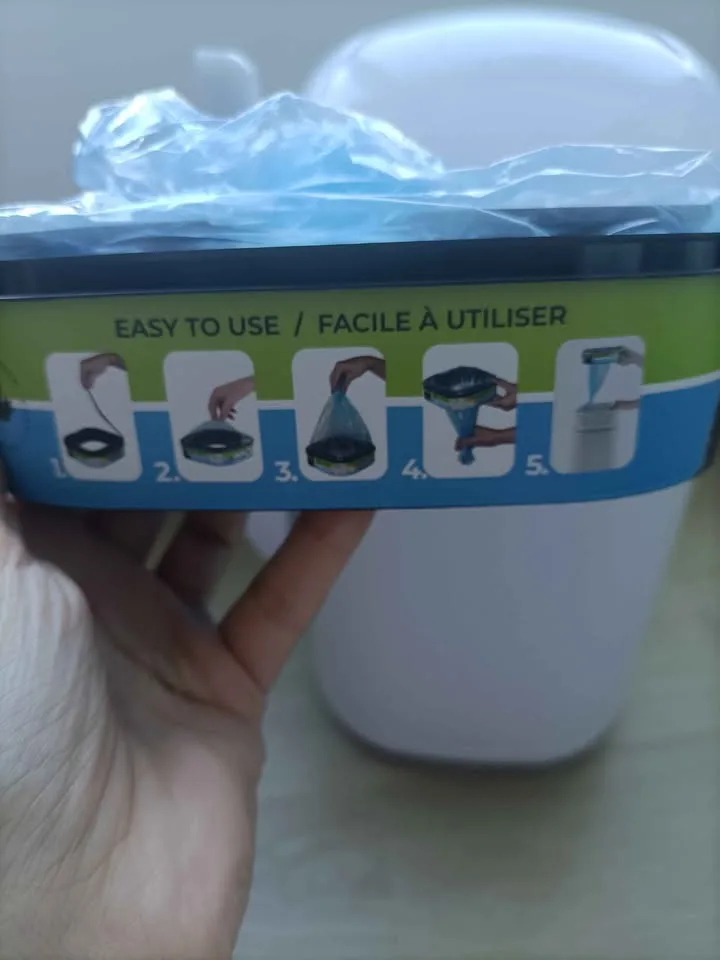 EASY TO USE / FACILE À UTILISER
1. 2. 3. 4. 5.